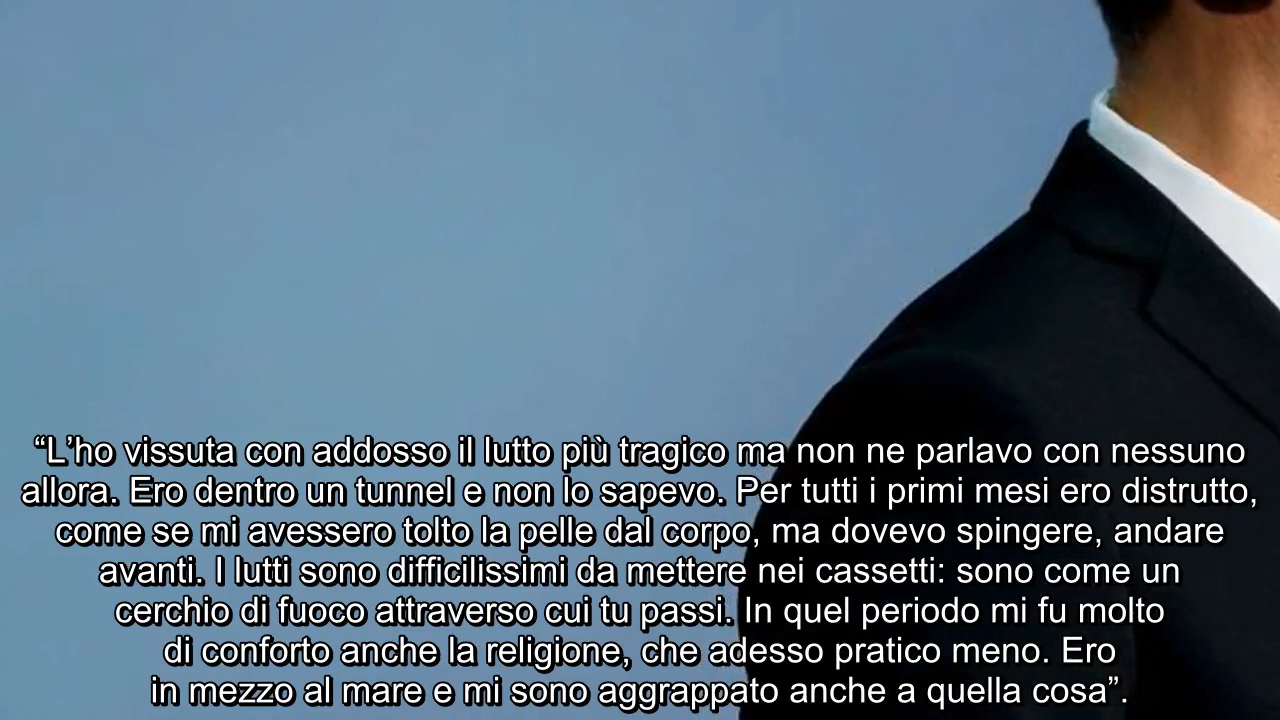 “L’ho vissuta con addosso il lutto più tragico ma non ne parlavo con nessuno
allora. Ero dentro un tunnel e non lo sapevo. Per tutti i primi mesi ero distrutto,
come se mi avessero tolto la pelle dal corpo, ma dovevo spingere, andare
avanti. I lutti sono difficilissimi da mettere nei cassetti: sono come un
cerchio di fuoco attraverso cui tu passi. In quel periodo mi fu molto
di conforto anche la religione, che adesso pratico meno. Ero
in mezzo al mare e mi sono aggrappato anche a quella cosa”.